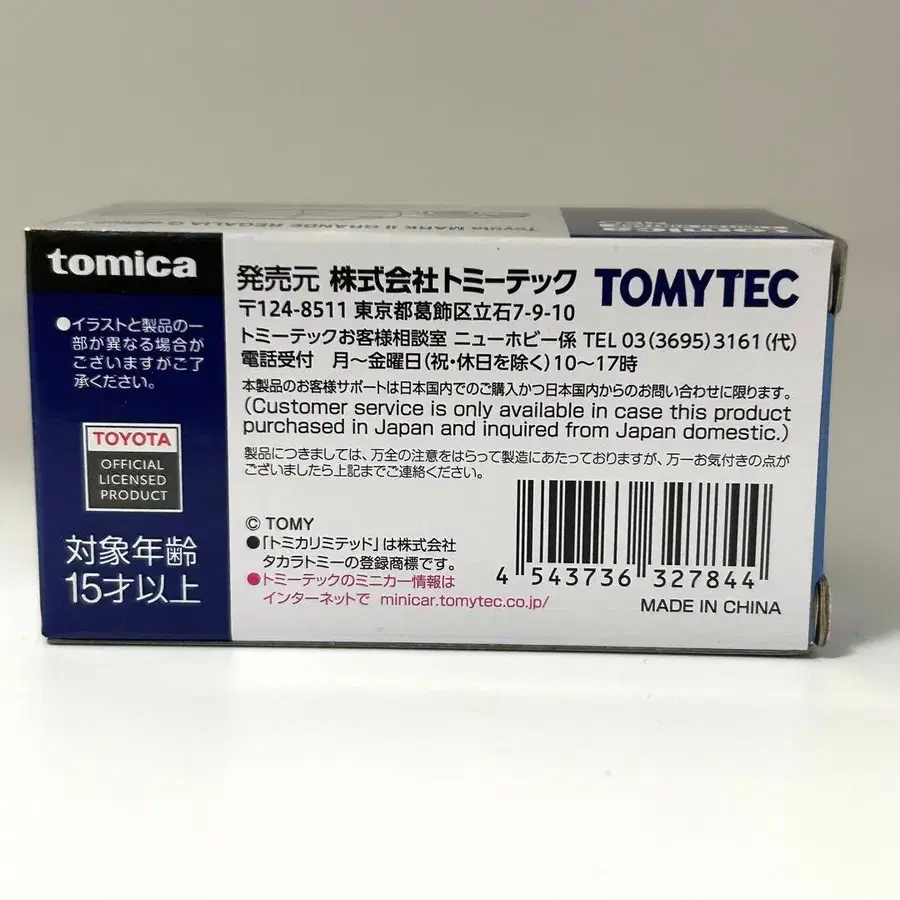 Toyota MARK II GRANDE REGALIA G edition
tomica
●イラストと製品の一
部が異なる場合が
ございますがご了
承ください。
TOYOTA
OFFICIAL
LICENSED
PRODUCT
対象年齢
15才以上
発売元 株式会社トミーテック TOMYTEC
〒124-8511 東京都葛飾区立石7-9-10
トミーテックお客様相談室 ニューホビー係 TEL 03(3695)3161(代)
電話受付 月〜金曜日(祝・休日を除く)10〜17時
本製品のお客様サポートは日本国内でのご購入かつ日本国内からのお問い合わせに限ります。
(Customer service is only available in case this product
purchased in Japan and inquired from Japan domestic.)
製品につきましては、万全の注意をはらって製造にあたっておりますが、万一お気付きの点が
ございましたら上記までご連絡ください。
© TOMY
●「トミカリミテッド」は株式会社
タカラトミーの登録商標です。
●トミーテックのミニカー情報は
インターネットで minicar.tomytec.co.jp/
4 543736 327844
MADE IN CHINA